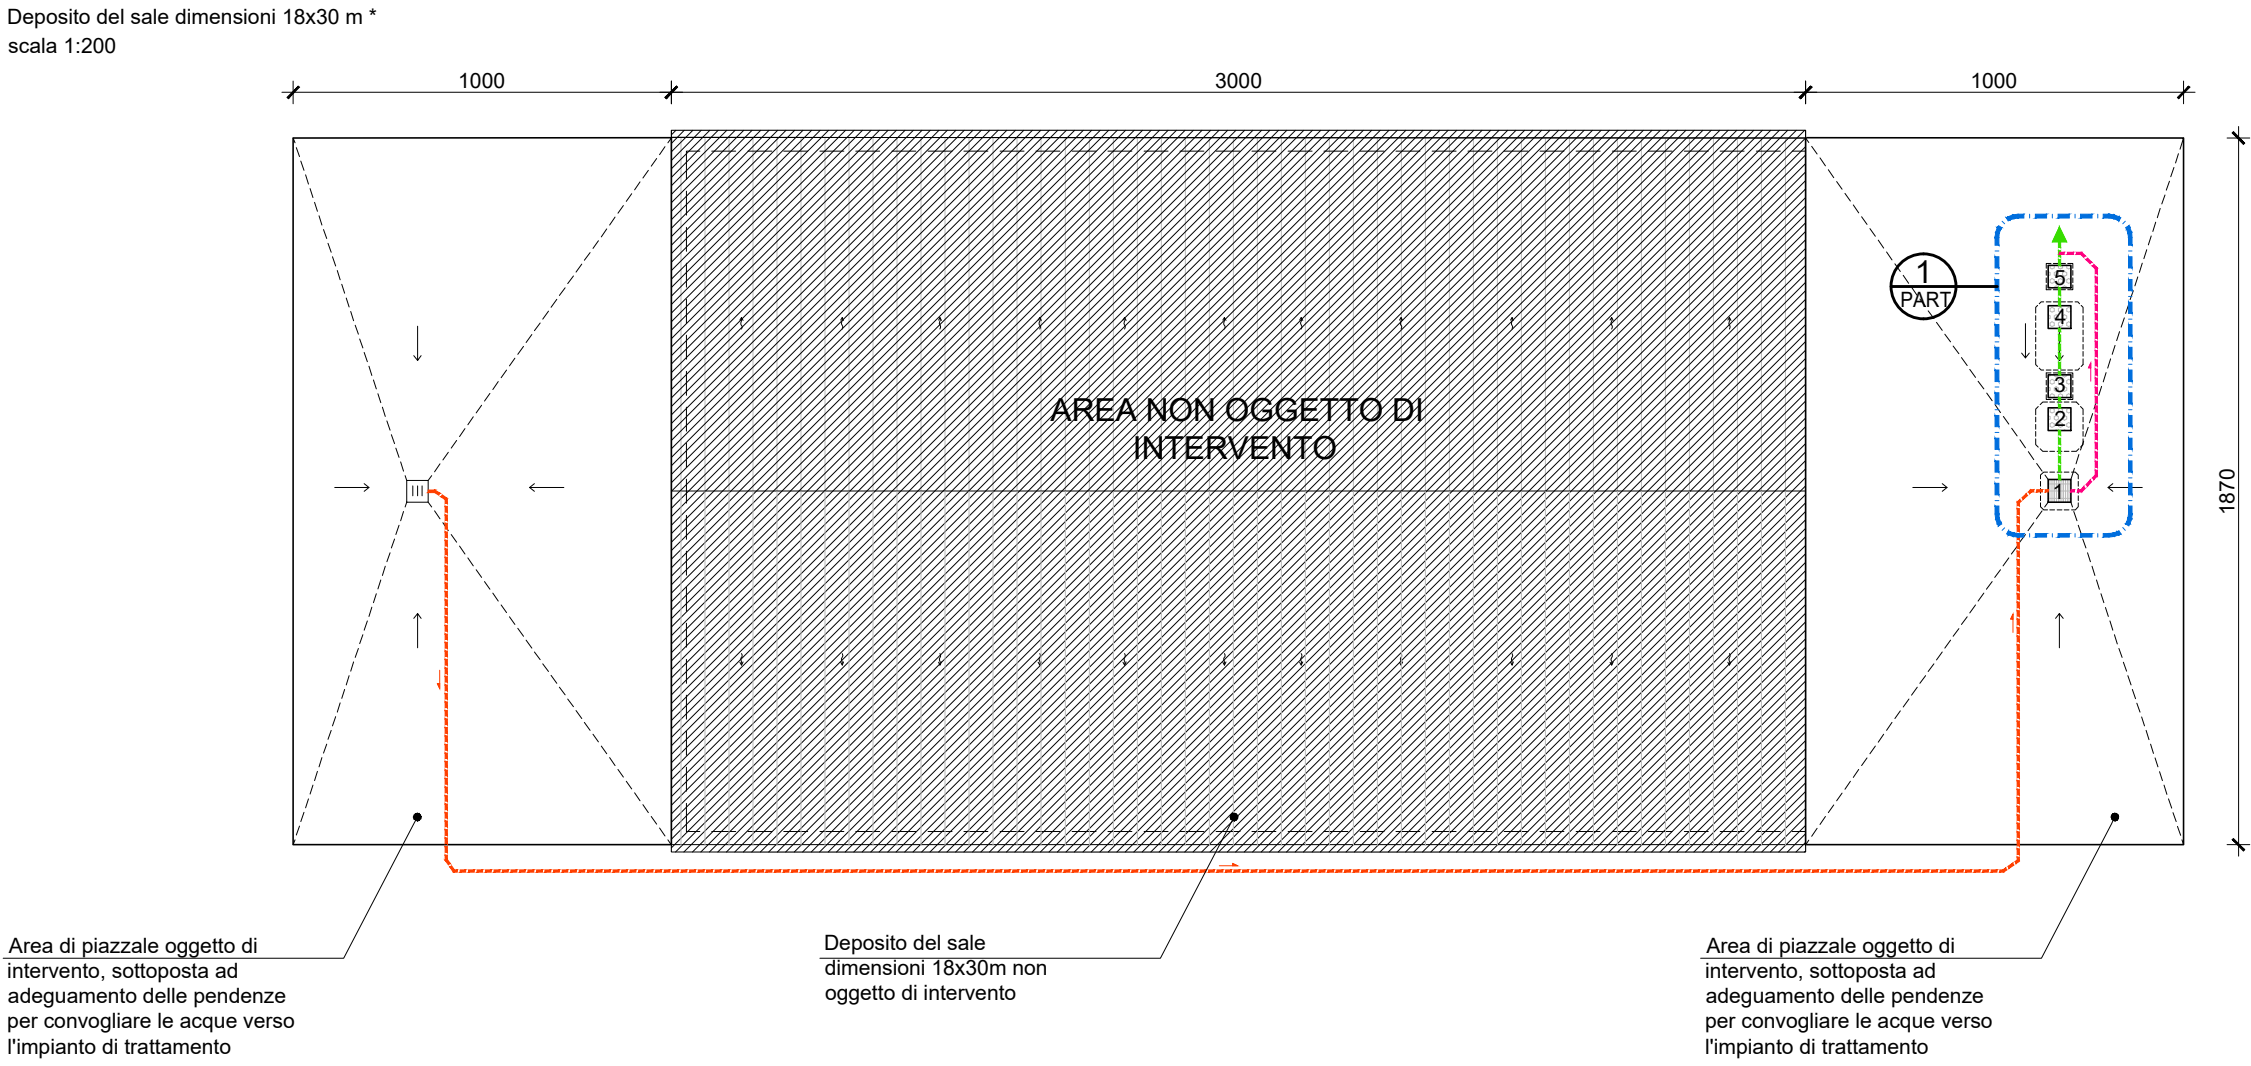 Deposito del sale dimensioni 18x30 m *
scala 1:200
1000
3000
1000
1870
1
PART
5
4
3
2
1
AREA NON OGGETTO DI
INTERVENTO
Area di piazzale oggetto di
intervento, sottoposta ad
adeguamento delle pendenze
per convogliare le acque verso
l'impianto di trattamento
Deposito del sale
dimensioni 18x30m non
oggetto di intervento
Area di piazzale oggetto di
intervento, sottoposta ad
adeguamento delle pendenze
per convogliare le acque verso
l'impianto di trattamento